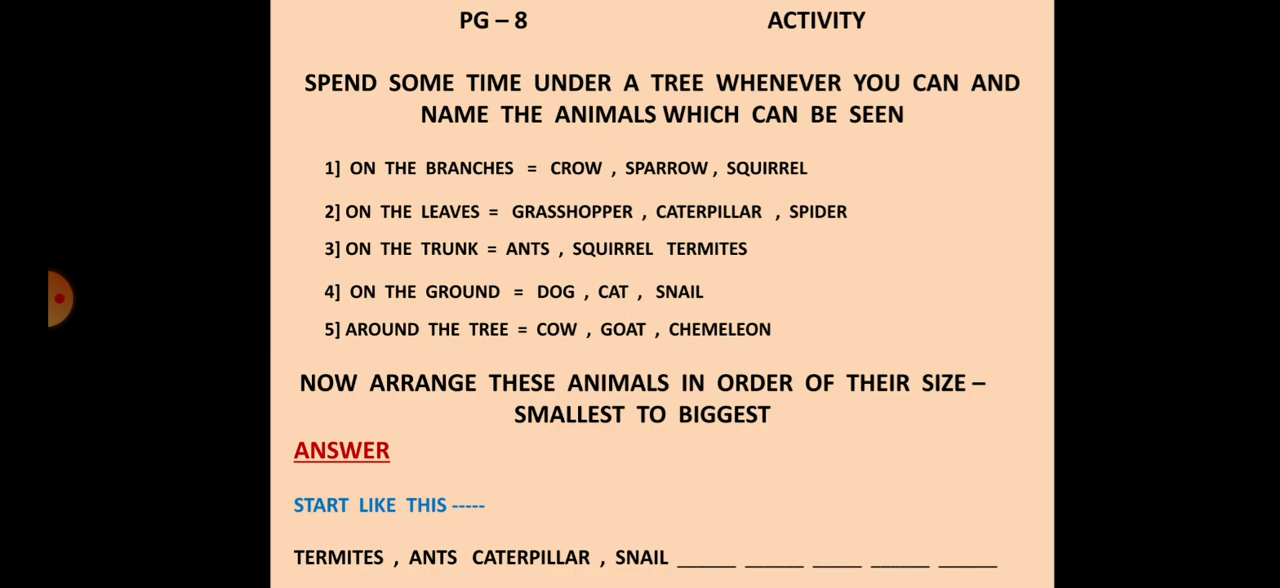 PG – 8 ACTIVITY
SPEND SOME TIME UNDER A TREE WHENEVER YOU CAN AND
NAME THE ANIMALS WHICH CAN BE SEEN
1] ON THE BRANCHES = CROW , SPARROW , SQUIRREL
2] ON THE LEAVES = GRASSHOPPER , CATERPILLAR , SPIDER
3] ON THE TRUNK = ANTS , SQUIRREL TERMITES
4] ON THE GROUND = DOG , CAT , SNAIL
5] AROUND THE TREE = COW , GOAT , CHEMELEON
NOW ARRANGE THESE ANIMALS IN ORDER OF THEIR SIZE –
SMALLEST TO BIGGEST
ANSWER
START LIKE THIS -----
TERMITES , ANTS CATERPILLAR , SNAIL ______ ______ _____ ______ ______